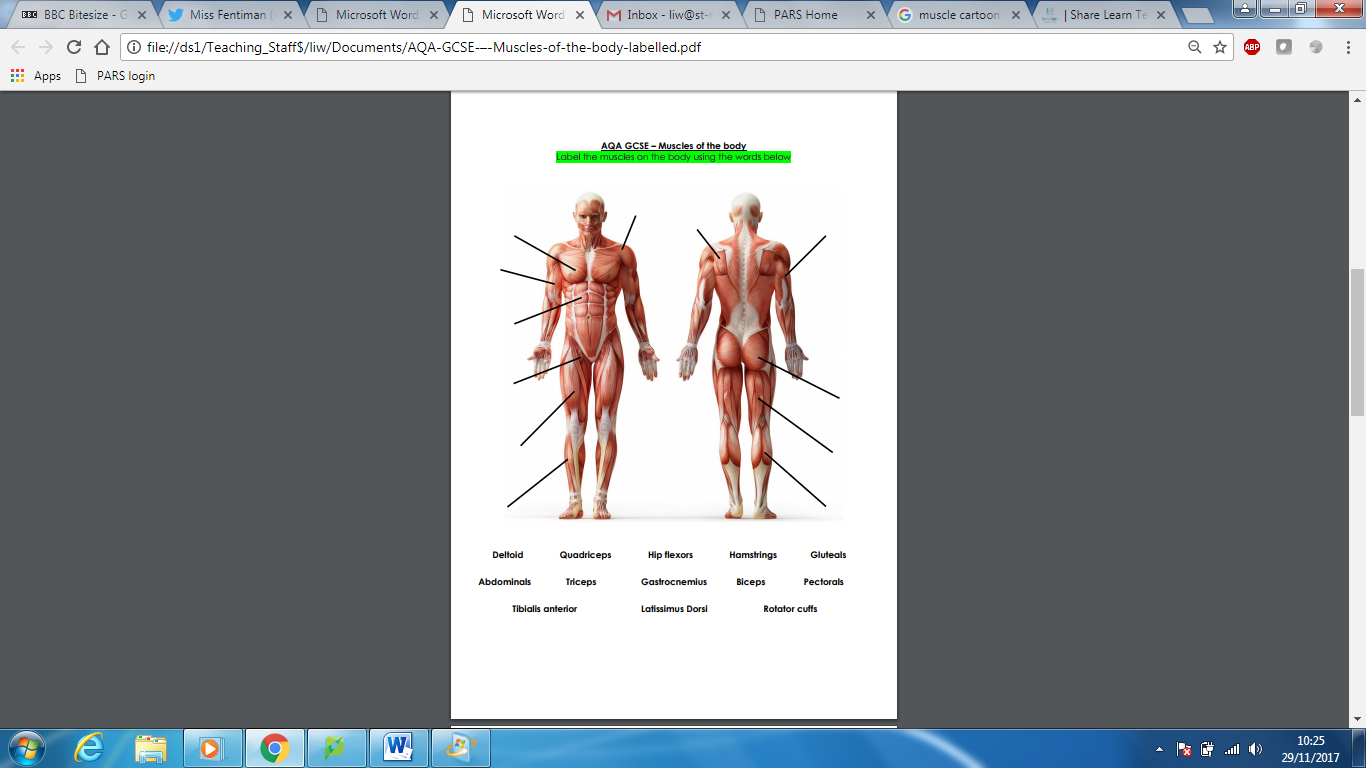 BBC Bitesize - G
Miss Fentiman (
Microsoft Word
Microsoft Word
Inbox - liw@st-r
PARS Home
muscle cartoon
| Share Learn Te
file://ds1/Teaching_Staff$/liw/Documents/AQA-GCSE-–-Muscles-of-the-body-labelled.pdf
ABP
Apps PARS login
AQA GCSE – Muscles of the body
Label the muscles on the body using the words below
Deltoid Quadriceps Hip flexors Hamstrings Gluteals
Abdominals Triceps Gastrocnemius Biceps Pectorals
Tibialis anterior Latissimus Dorsi Rotator cuffs
10:25
29/11/2017